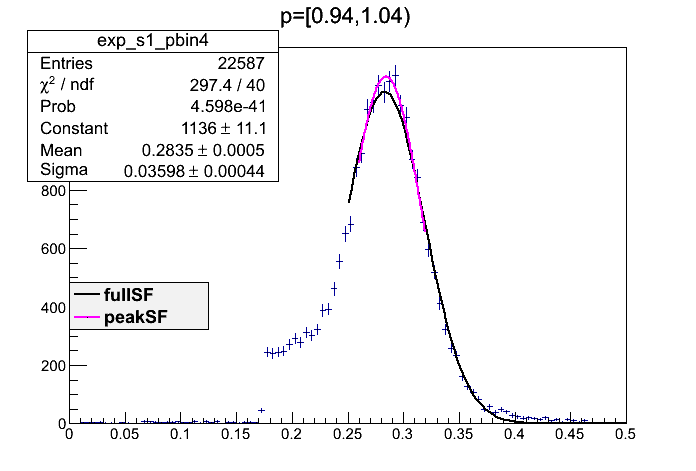 p=[0.94,1.04)
exp_s1_pbin4
Entries 22587
χ² / ndf 297.4 / 40
Prob 4.598e-41
Constant 1136 ± 11.1
Mean 0.2835 ± 0.0005
Sigma 0.03598 ± 0.00044
800
600
400
200
0
fullSF
peakSF
0 0.05 0.1 0.15 0.2 0.25 0.3 0.35 0.4 0.45 0.5